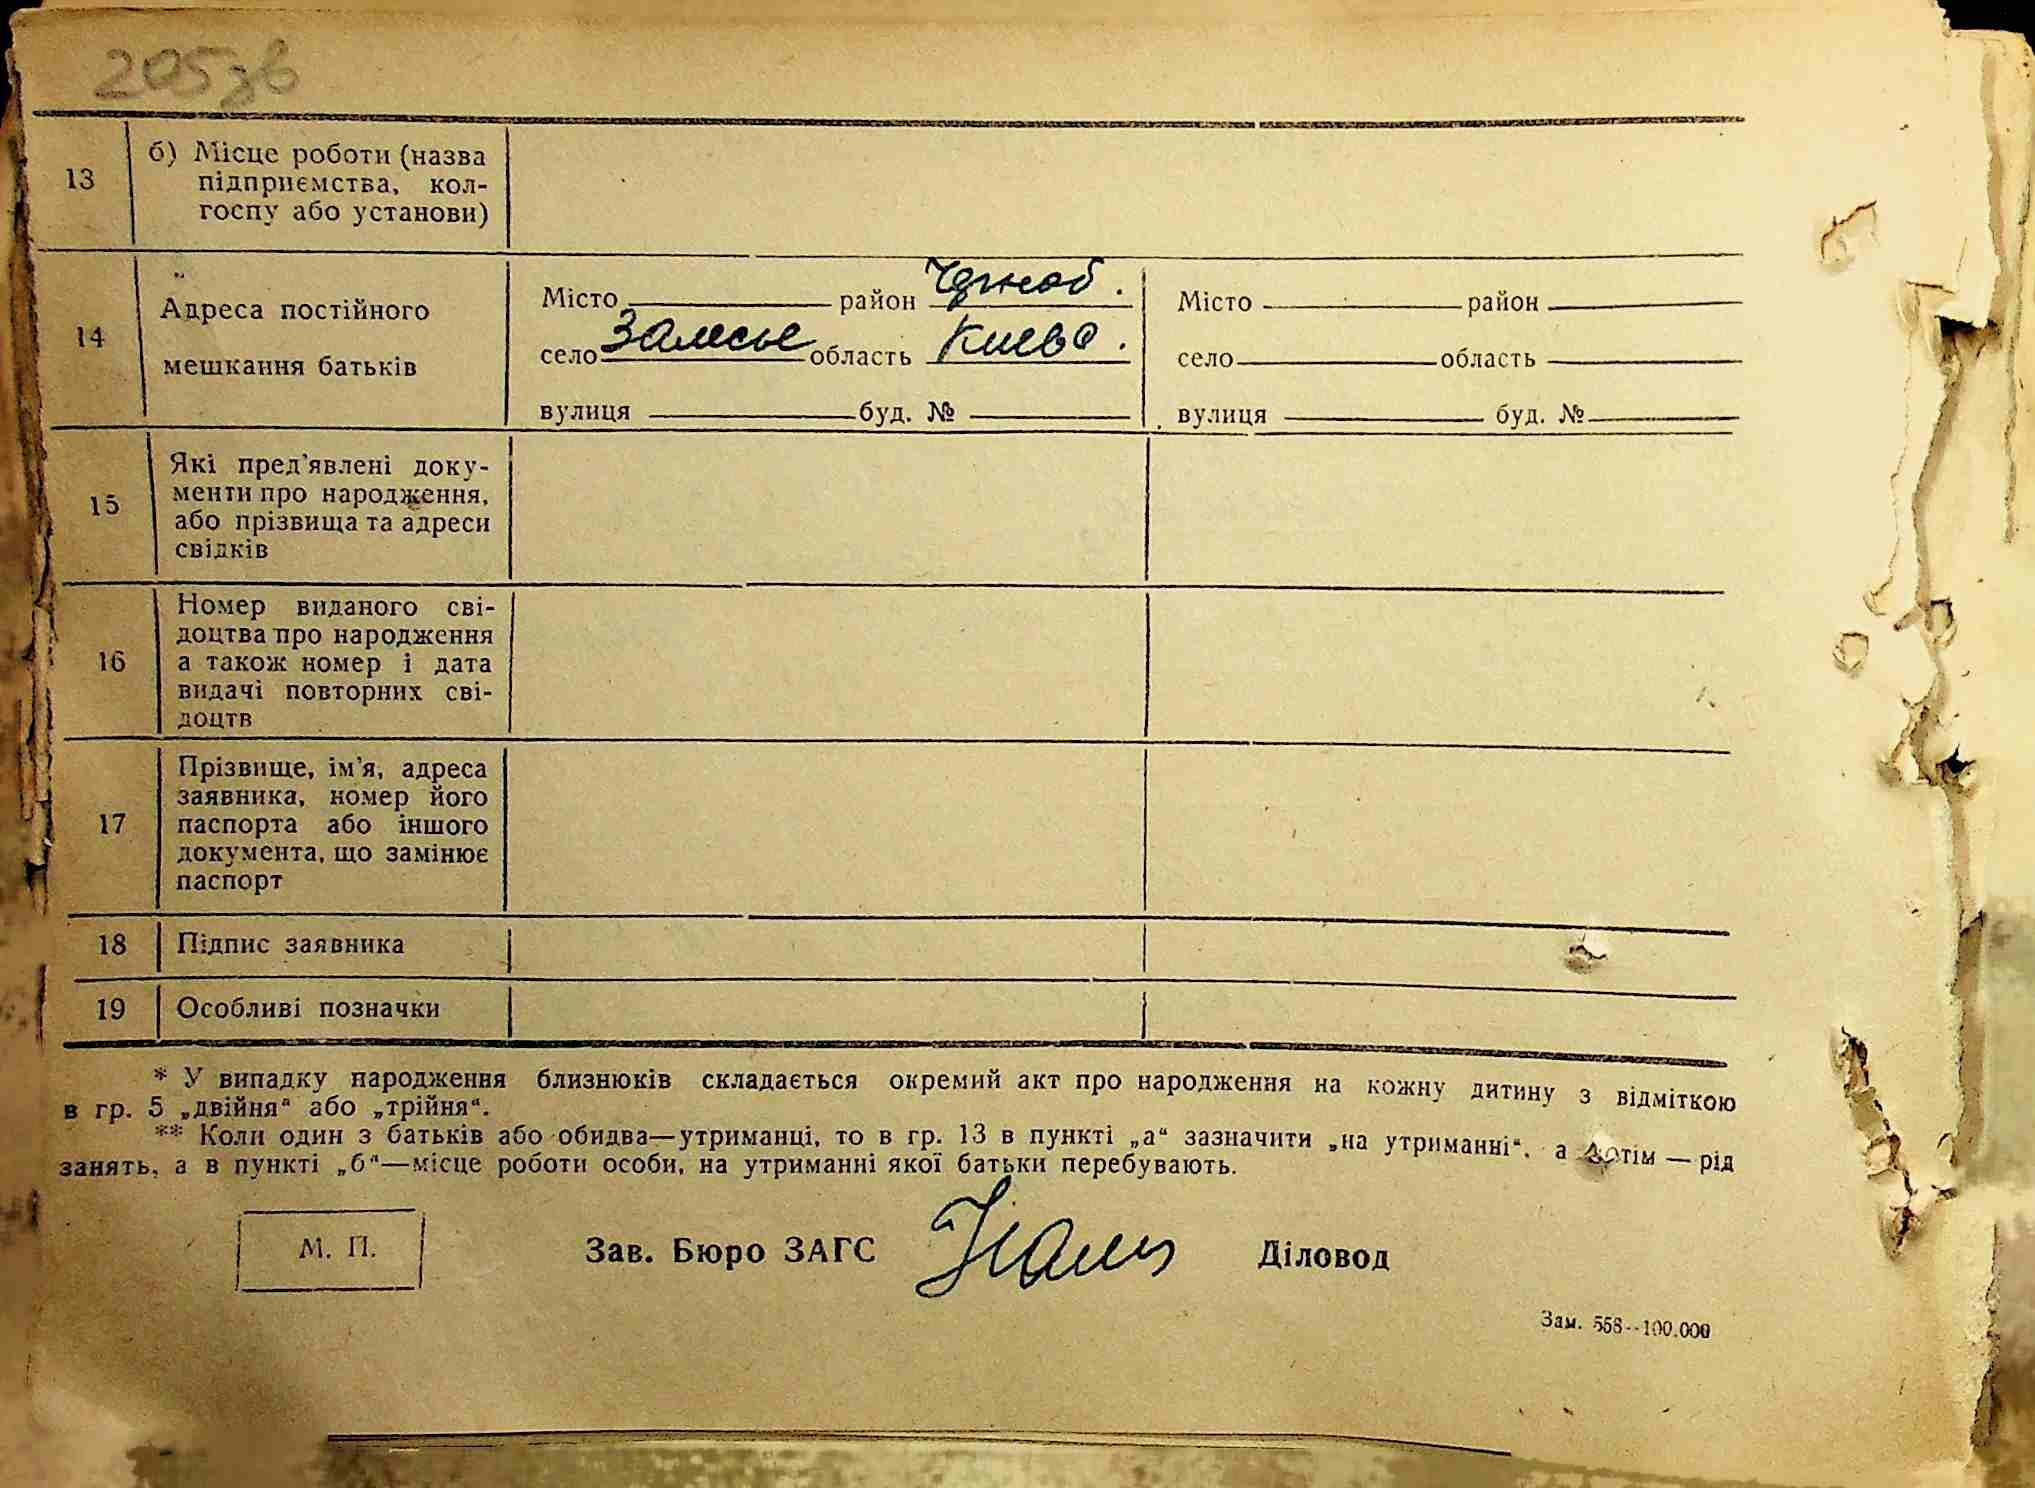 205зв
13 б) Місце роботи (назва
підприємства, кол-
госпу або установи)
14 Адреса постійного
мешкання батьків
Місто район Черноб. Місто район
село Залесье область Киевс. село область
вулиця буд. № вулиця буд. №
15 Які пред'явлені доку-
менти про народження,
або прізвища та адреси
свідків
16 Номер виданого сві-
доцтва про народження
а також номер і дата
видачі повторних сві-
доцтв
17 Прізвище, ім'я, адреса
заявника, номер його
паспорта або іншого
документа, що замінює
паспорт
18 Підпис заявника
19 Особливі позначки
* У випадку народження близнюків складається окремий акт про народження на кожну дитину з відміткою
в гр. 5 „двійня“ або „трійня“.
** Коли один з батьків або обидва—утриманці, то в гр. 13 в пункті „а“ зазначити „на утриманні“, а потім — рід
занять, а в пункті „б“—місце роботи особи, на утриманні якої батьки перебувають.
М. П. Зав. Бюро ЗАГС Діловод
Зам. 558--100.000